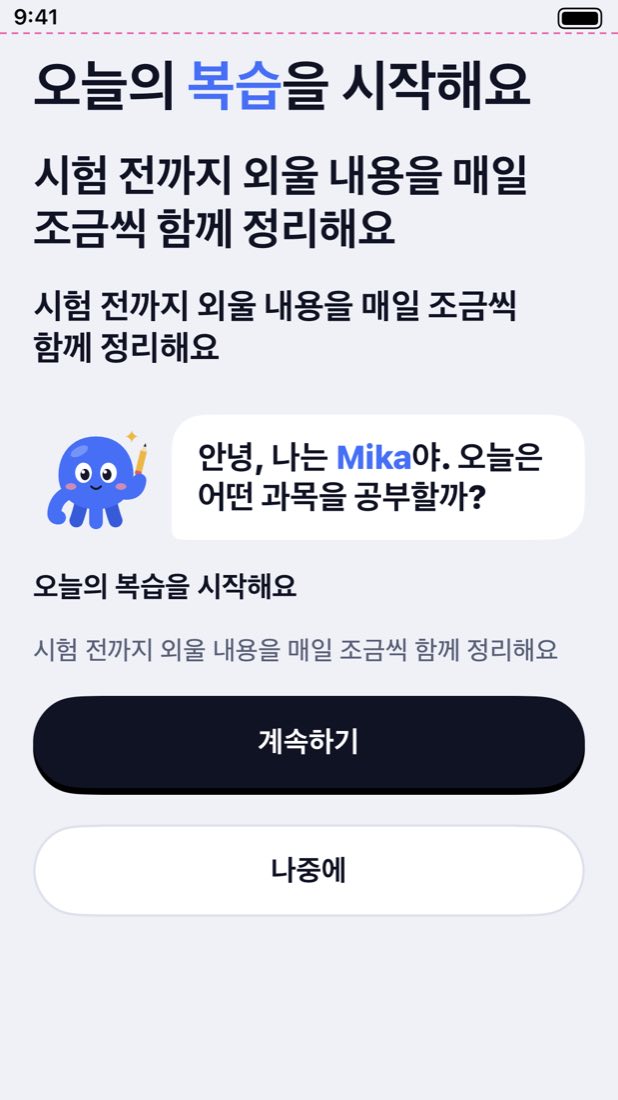 9:41
오늘의 복습을 시작해요
시험 전까지 외울 내용을 매일
조금씩 함께 정리해요
시험 전까지 외울 내용을 매일 조금씩
함께 정리해요
안녕, 나는 Mika야. 오늘은
어떤 과목을 공부할까?
오늘의 복습을 시작해요
시험 전까지 외울 내용을 매일 조금씩 함께 정리해요
계속하기
나중에